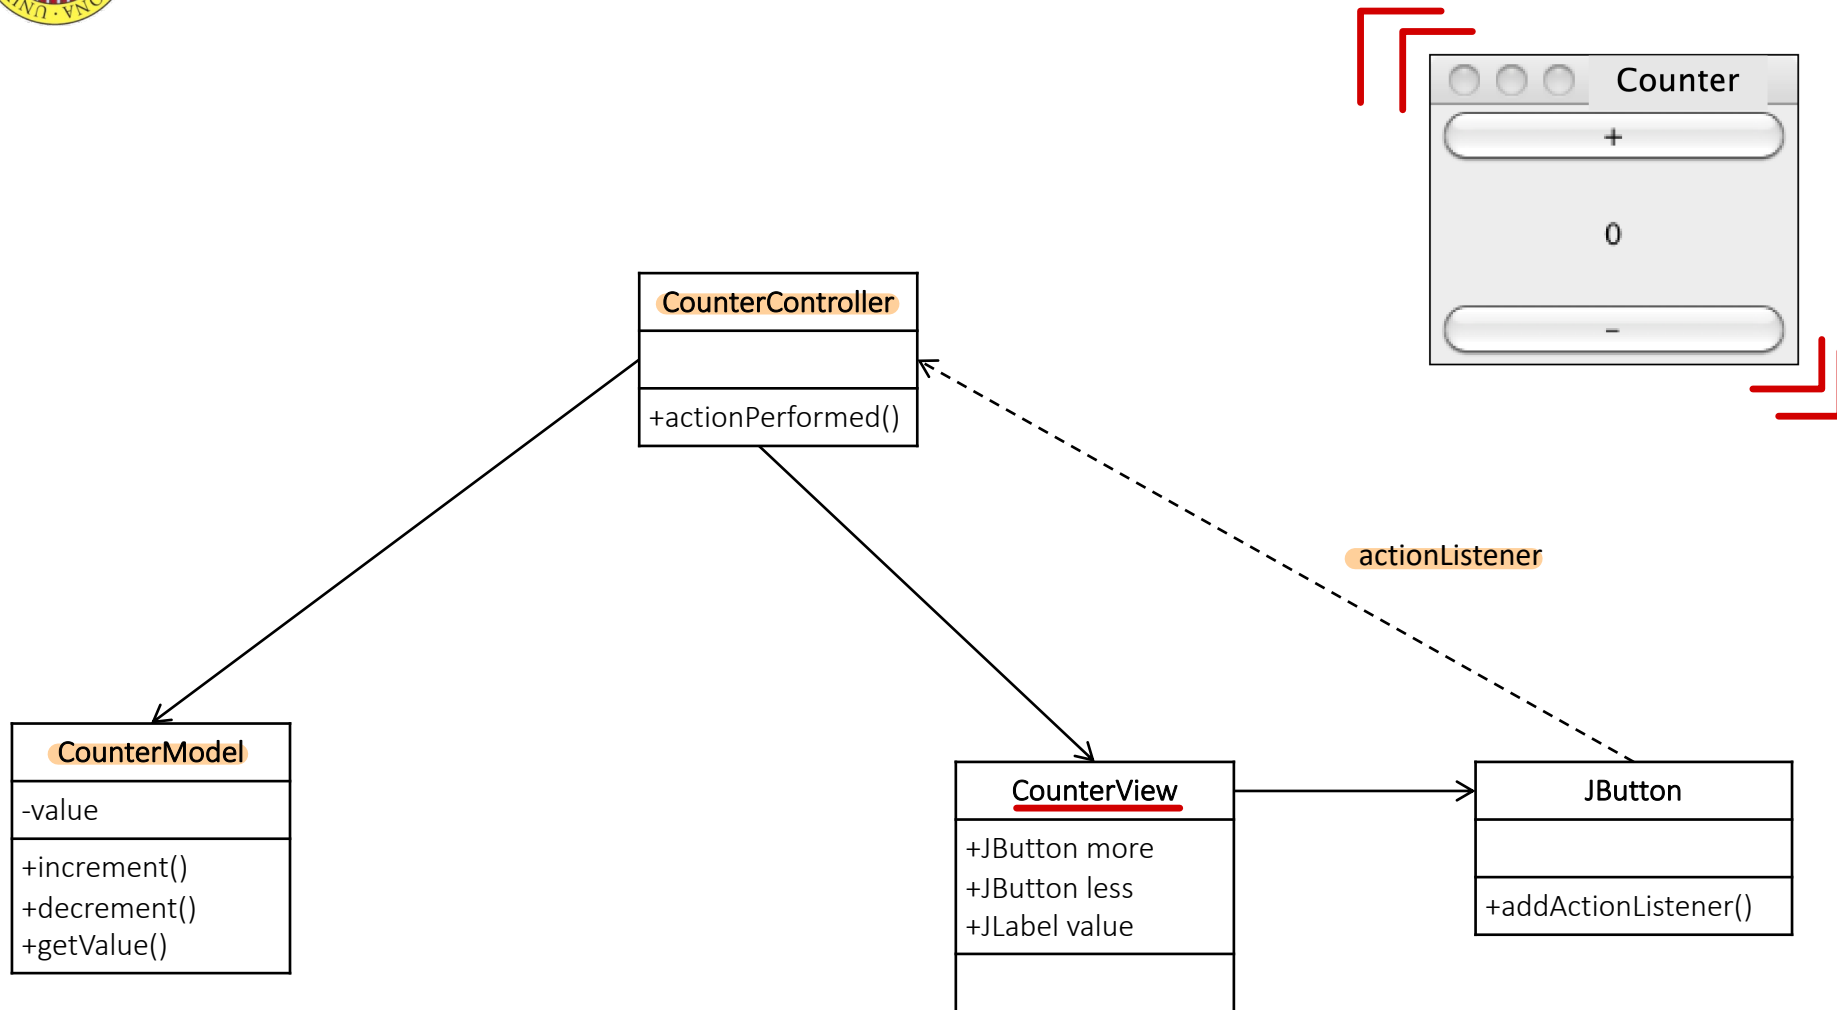 Counter
+
0
-
CounterController
+actionPerformed()
actionListener
CounterModel
-value
+increment()
+decrement()
+getValue()
CounterView
+JButton more
+JButton less
+JLabel value
JButton
+addActionListener()